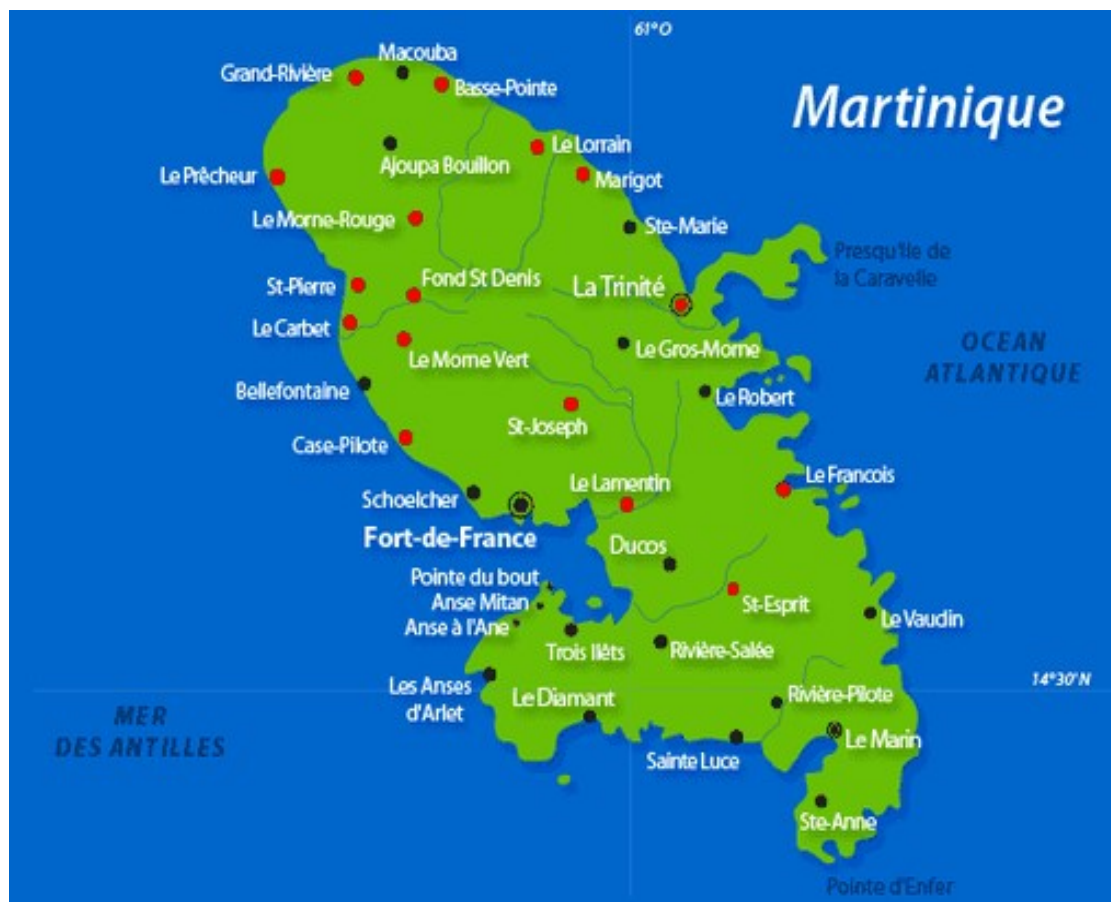 61°O
Macouba
Grand-Rivière
Basse-Pointe
Martinique
Le Lorrain
Ajoupa Bouillon
Le Prêcheur
Marigot
Le Morne-Rouge
Ste-Marie
Presqu'île de
la Caravelle
St-Pierre
Fond St Denis
La Trinité
Le Carbet
Le Morne Vert
Le Gros-Morne
OCEAN
ATLANTIQUE
Bellefontaine
Le Robert
St-Joseph
Case-Pilote
Le Lamentin
Le Francois
Schoelcher
Fort-de-France
Ducos
Pointe du bout
Anse Mitan
St-Esprit
Anse à l'Ane
Le Vaudin
Trois Ilêts
Rivière-Salée
14°30'N
Les Anses
d'Arlet
Le Diamant
Rivière-Pilote
MER
DES ANTILLES
Le Marin
Sainte Luce
Ste-Anne
Pointe d'Enfer